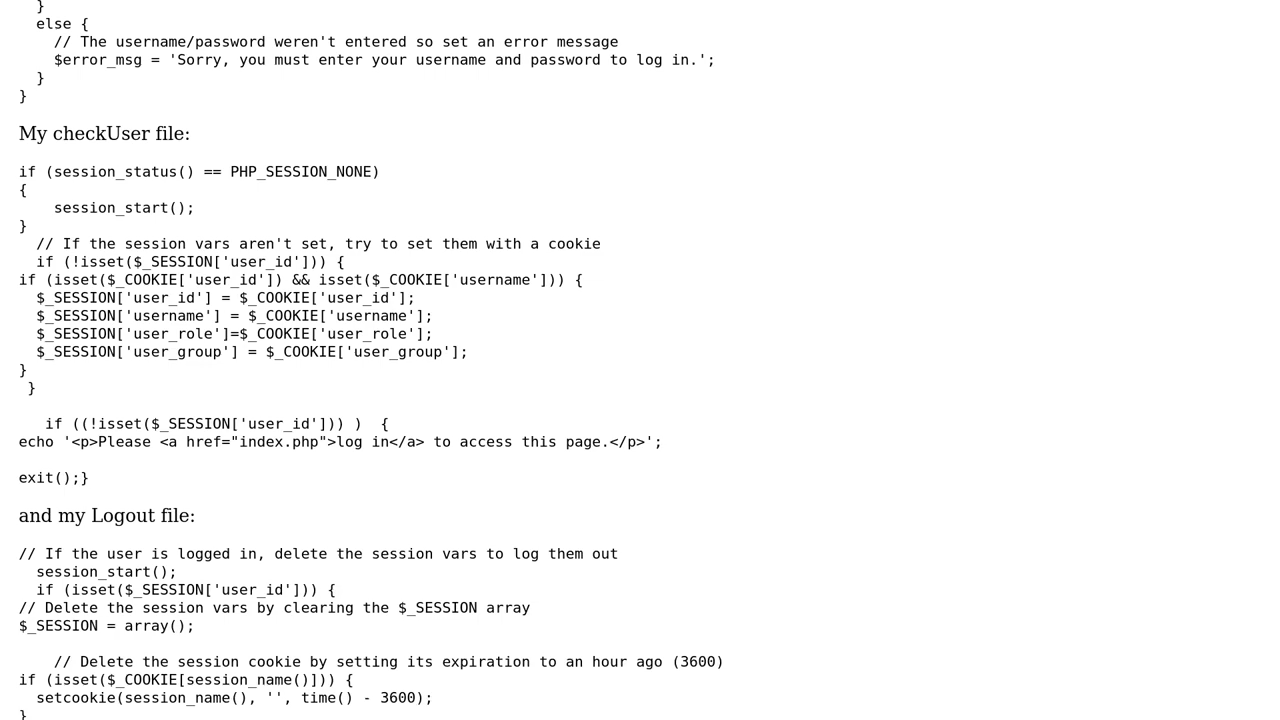 }
else {
// The username/password weren't entered so set an error message
$error_msg = 'Sorry, you must enter your username and password to log in.';
}
}
My checkUser file:
if (session_status() == PHP_SESSION_NONE)
{
session_start();
}
// If the session vars aren't set, try to set them with a cookie
if (!isset($_SESSION['user_id'])) {
if (isset($_COOKIE['user_id']) && isset($_COOKIE['username'])) {
$_SESSION['user_id'] = $_COOKIE['user_id'];
$_SESSION['username'] = $_COOKIE['username'];
$_SESSION['user_role']=$_COOKIE['user_role'];
$_SESSION['user_group'] = $_COOKIE['user_group'];
}
}
if ((!isset($_SESSION['user_id'])) )  {
echo '<p>Please <a href="index.php">log in</a> to access this page.</p>';
exit();}
and my Logout file:
// If the user is logged in, delete the session vars to log them out
session_start();
if (isset($_SESSION['user_id'])) {
// Delete the session vars by clearing the $_SESSION array
$_SESSION = array();
// Delete the session cookie by setting its expiration to an hour ago (3600)
if (isset($_COOKIE[session_name()])) {
setcookie(session_name(), '', time() - 3600);
}